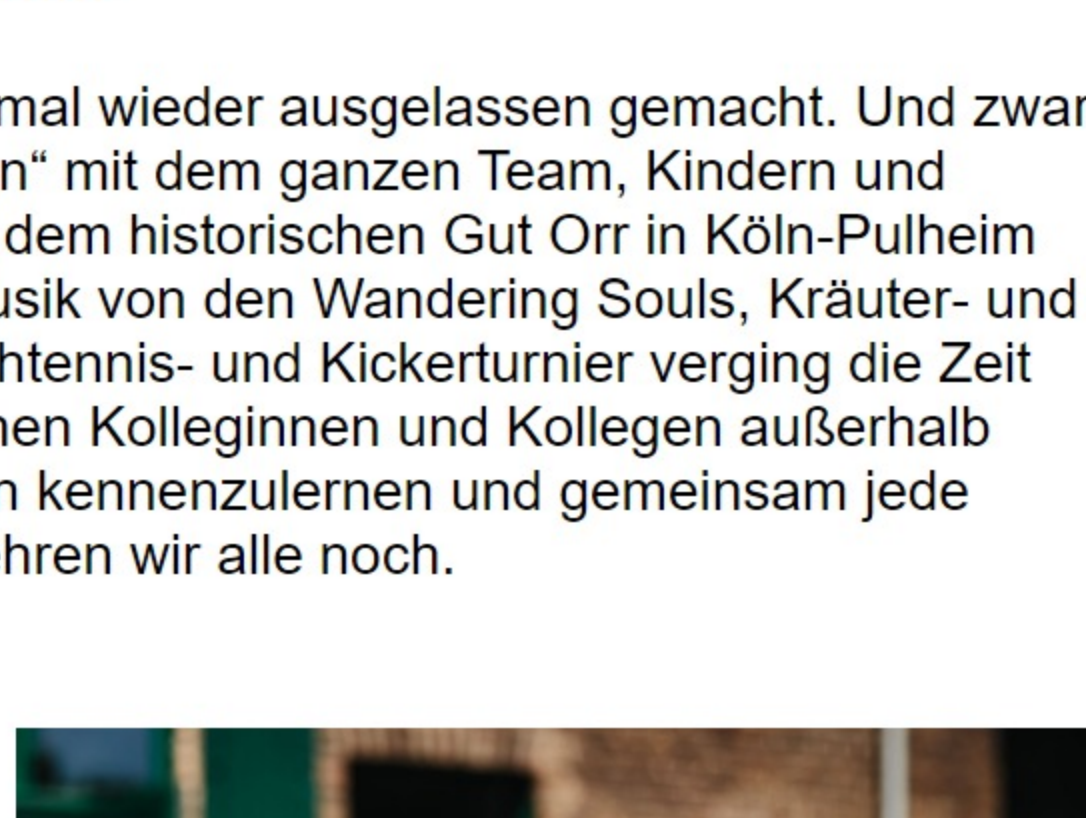 mal wieder ausgelassen gemacht. Und zwar
n“ mit dem ganzen Team, Kindern und
dem historischen Gut Orr in Köln-Pulheim
usik von den Wandering Souls, Kräuter- und
htennis- und Kickerturnier verging die Zeit
nen Kolleginnen und Kollegen außerhalb
n kennenzulernen und gemeinsam jede
ehren wir alle noch.